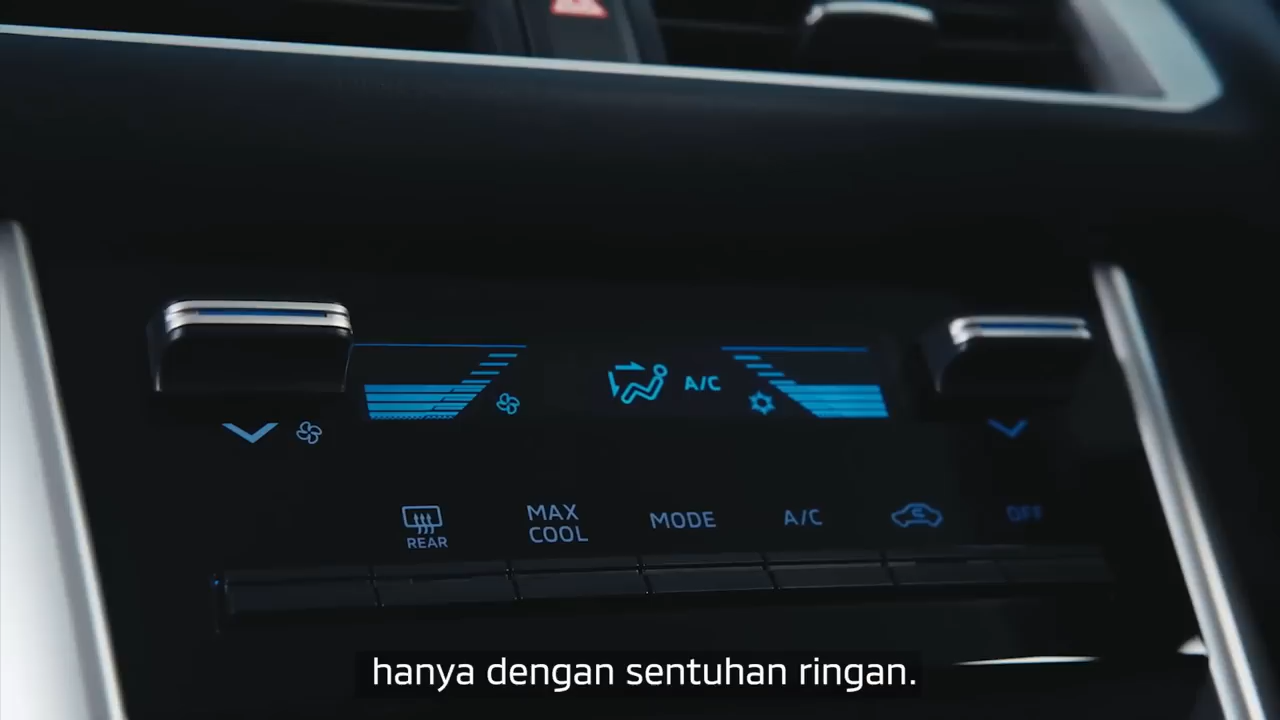 A/C
REAR
MAX
COOL
MODE
A/C
OFF
hanya dengan sentuhan ringan.